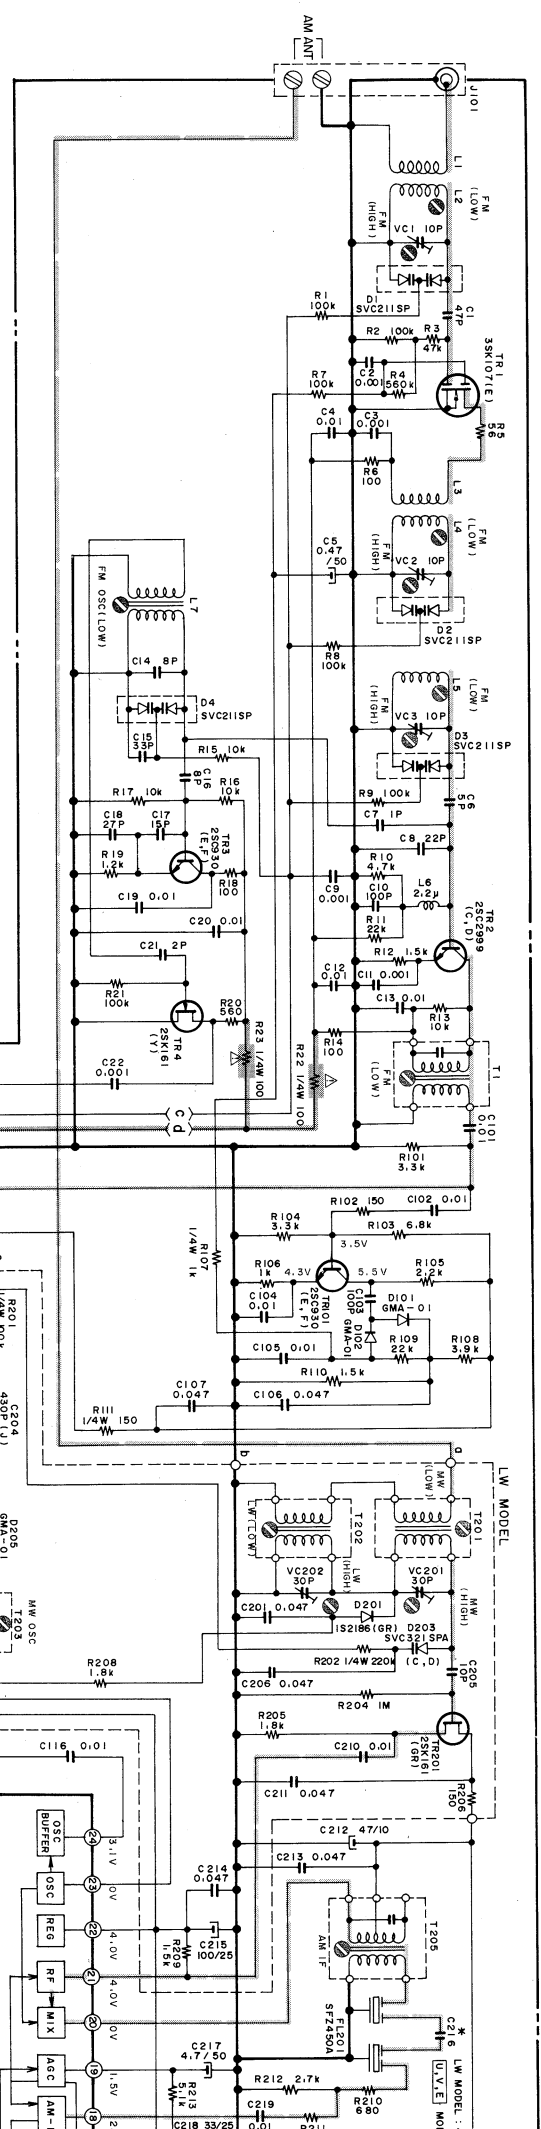 AM ANT
J101
L1
L2
FM (LOW)
FM (HIGH)
VC1 10P
D1
SVC211SP
C1
47P
R1
100k
R2 100k
R3
47k
TR1
3SK107(E)
R7
100k
C2
0.001
R4
560k
C4
0.01
C3
0.001
R5
56
R6
100
L3
L4
FM (LOW)
FM (HIGH)
VC2 10P
C5
0.47
/50
D2
SVC211SP
R8
100k
L7
FM OSC(LOW)
L5
FM (LOW)
FM (HIGH)
VC3 10P
C14 8P
D4
SVC211SP
D3
SVC211SP
C15
33P
R15 10k
C16
8P
R16
10k
R17 10k
R9 100k
C6
5P
C7 1P
C18
27P
C17
15P
TR3
2SC930
(E,F)
C8 22P
R19
1.2k
R18
100
R10
4.7k
C9
0.001
C10
100P
L6
2.2μ
C19 0.01
R11
22k
TR2
2SC2999
(C,D)
C20 0.01
C21 2P
R12 1.5k
C12
0.01
C11 0.001
R21
100k
R20
560
C13 0.01
R13
10k
TR4
2SK161
(Y)
R23 1/4W 100
R14
100
R22 1/4W 100
T1
FM (LOW)
C22
0.001
C101
0.01
c
d
R101
3.3k
R102 150
C102 0.01
R104
3.3k
R103 6.8k
3.5V
R107
1/4W 1k
R106
1k
4.3V
5.5V
R105
2.2k
C104
0.01
TR101
2SC930
(E,F)
C103
100P
D101
GMA-01
D102
GMA-01
R109
22k
R108
3.9k
C105 0.01
R110 1.5k
C107
0.047
C106 0.047
R111
1/4W 150
R201
C204
430P(J)
b
a
LW MODEL
MW (LOW)
T201
T202
LW(LOW)
LW (HIGH)
D205
GMA-01
VC202
30P
VC201
30P
MW (HIGH)
MW OSC
T203
C201 0.047
D201
1S2186(GR)
D203
SVC321SPA
(C,D)
R202 1/4W 220k
R208
1.8k
C206 0.047
C205
10P
R204 1M
R205
1.8k
TR201
2SK161
(GR)
C116 0.01
C210 0.01
C211 0.047
R206
150
OSC BUFFER
24
3.1V
C212 47/10
C213 0.047
OSC
23
0V
C214
0.047
REG
22
4.0V
C215
100/25
R209
1.5k
T205
AM IF
RF
21
4.0V
MIX
20
0V
FL201
SFZ450A
C216
*
LW MODEL
U,V,E
AGC
19
1.5V
C217
4.7/50
R213
5.1k
R212 2.7k
R210
680
18
C219
0.01
C218 33/25